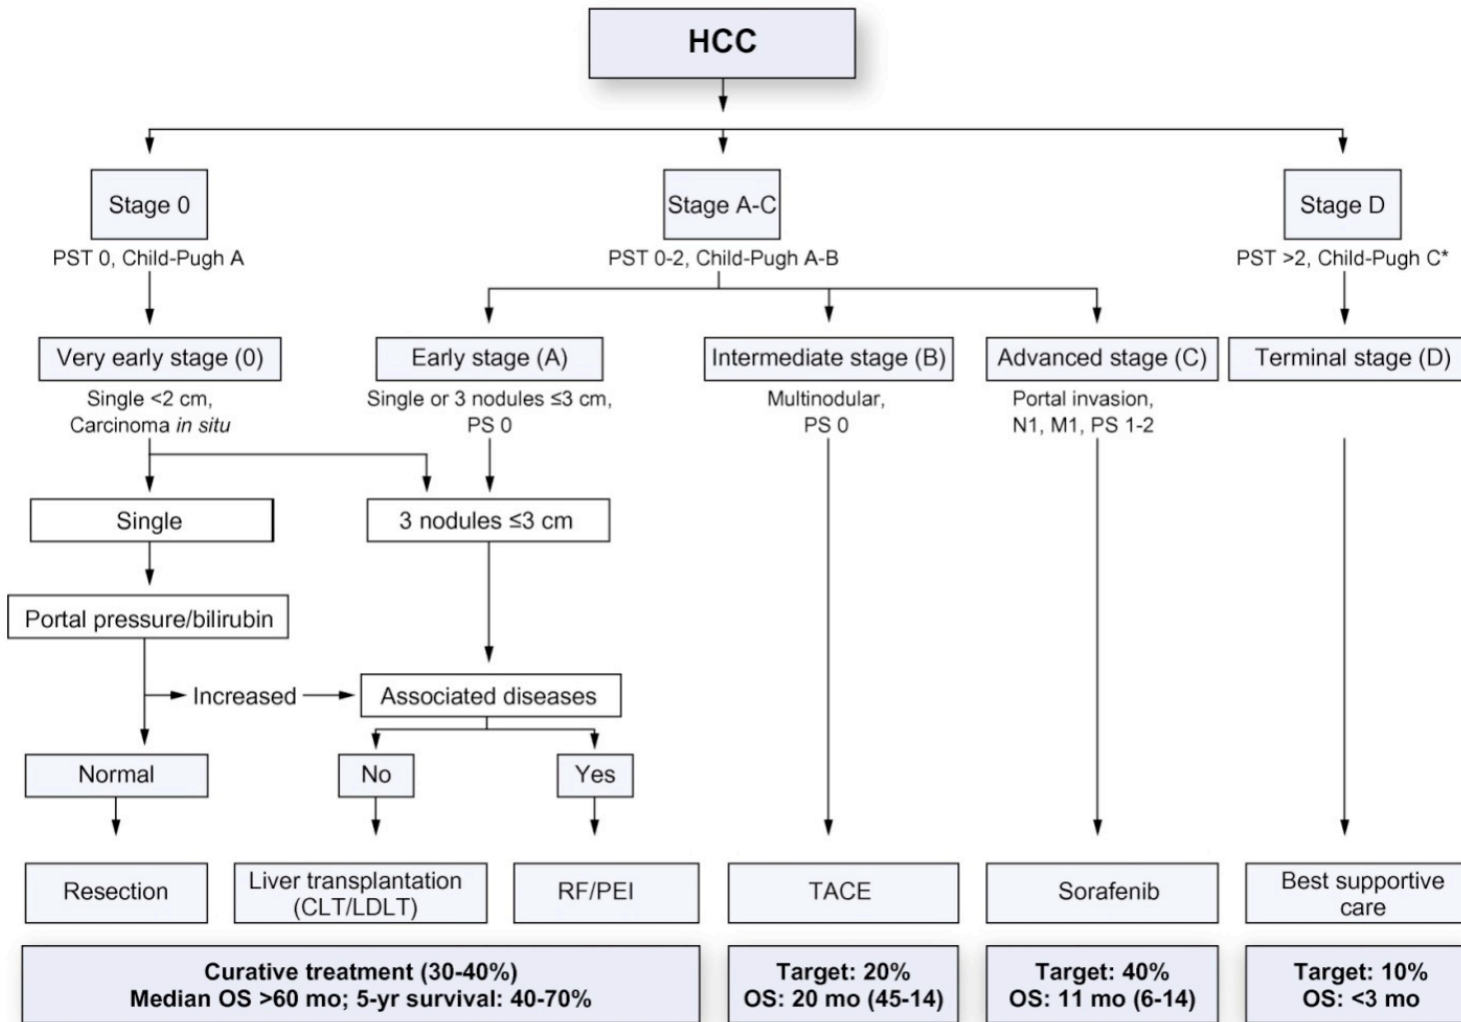 HCC
Stage 0
PST 0, Child-Pugh A
Stage A-C
PST 0-2, Child-Pugh A-B
Stage D
PST >2, Child-Pugh C*
Very early stage (0)
Single <2 cm,
Carcinoma in situ
Early stage (A)
Single or 3 nodules ≤3 cm,
PS 0
Intermediate stage (B)
Multinodular,
PS 0
Advanced stage (C)
Portal invasion,
N1, M1, PS 1-2
Terminal stage (D)
Single
3 nodules ≤3 cm
Portal pressure/bilirubin
Increased
Associated diseases
Normal
No
Yes
Resection
Liver transplantation
(CLT/LDLT)
RF/PEI
TACE
Sorafenib
Best supportive
care
Curative treatment (30-40%)
Median OS >60 mo; 5-yr survival: 40-70%
Target: 20%
OS: 20 mo (45-14)
Target: 40%
OS: 11 mo (6-14)
Target: 10%
OS: <3 mo